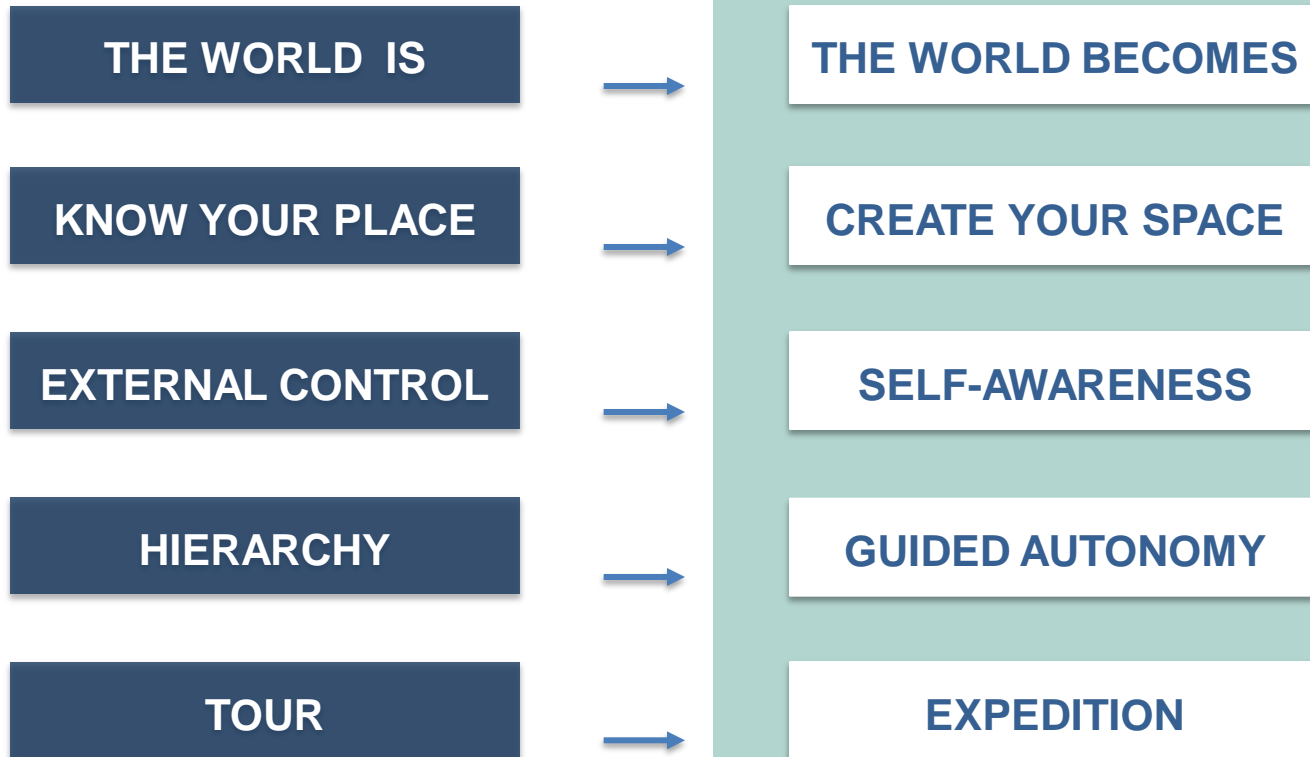 THE WORLD IS
THE WORLD BECOMES
KNOW YOUR PLACE
CREATE YOUR SPACE
EXTERNAL CONTROL
SELF-AWARENESS
HIERARCHY
GUIDED AUTONOMY
TOUR
EXPEDITION